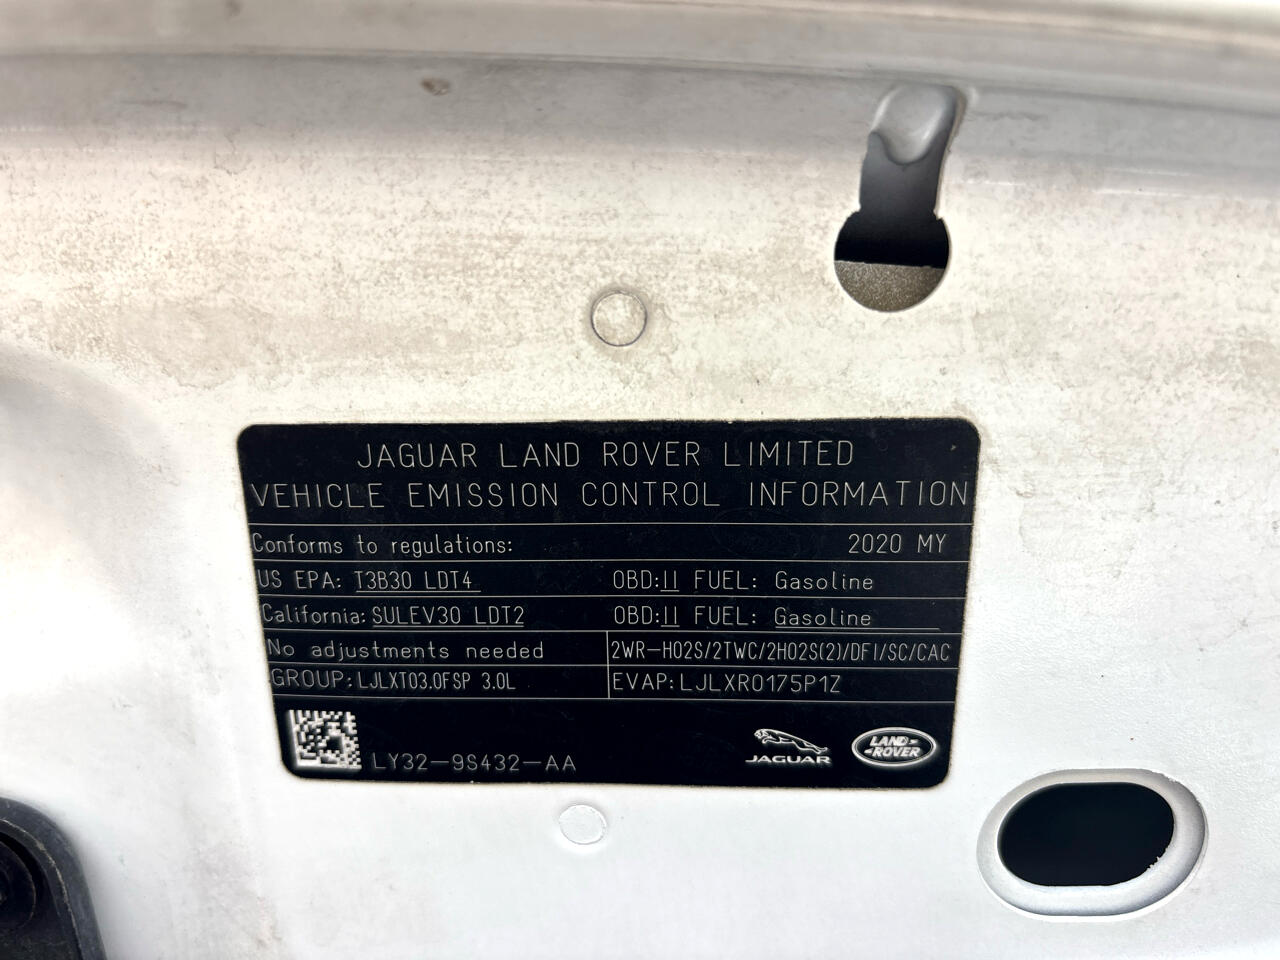 JAGUAR LAND ROVER LIMITED
VEHICLE EMISSION CONTROL INFORMATION
Conforms to regulations: 2020 MY
US EPA: T3B30 LDT4 OBD:II FUEL: Gasoline
California: SULEV30 LDT2 OBD:II FUEL: Gasoline
No adjustments needed 2WR-HO2S/2TWC/2HO2S(2)/DFI/SC/CAC
GROUP: LJLXT03.0FSP 3.0L EVAP: LJLXR0175P1Z
LY32-9S432-AA
JAGUAR
LAND
ROVER